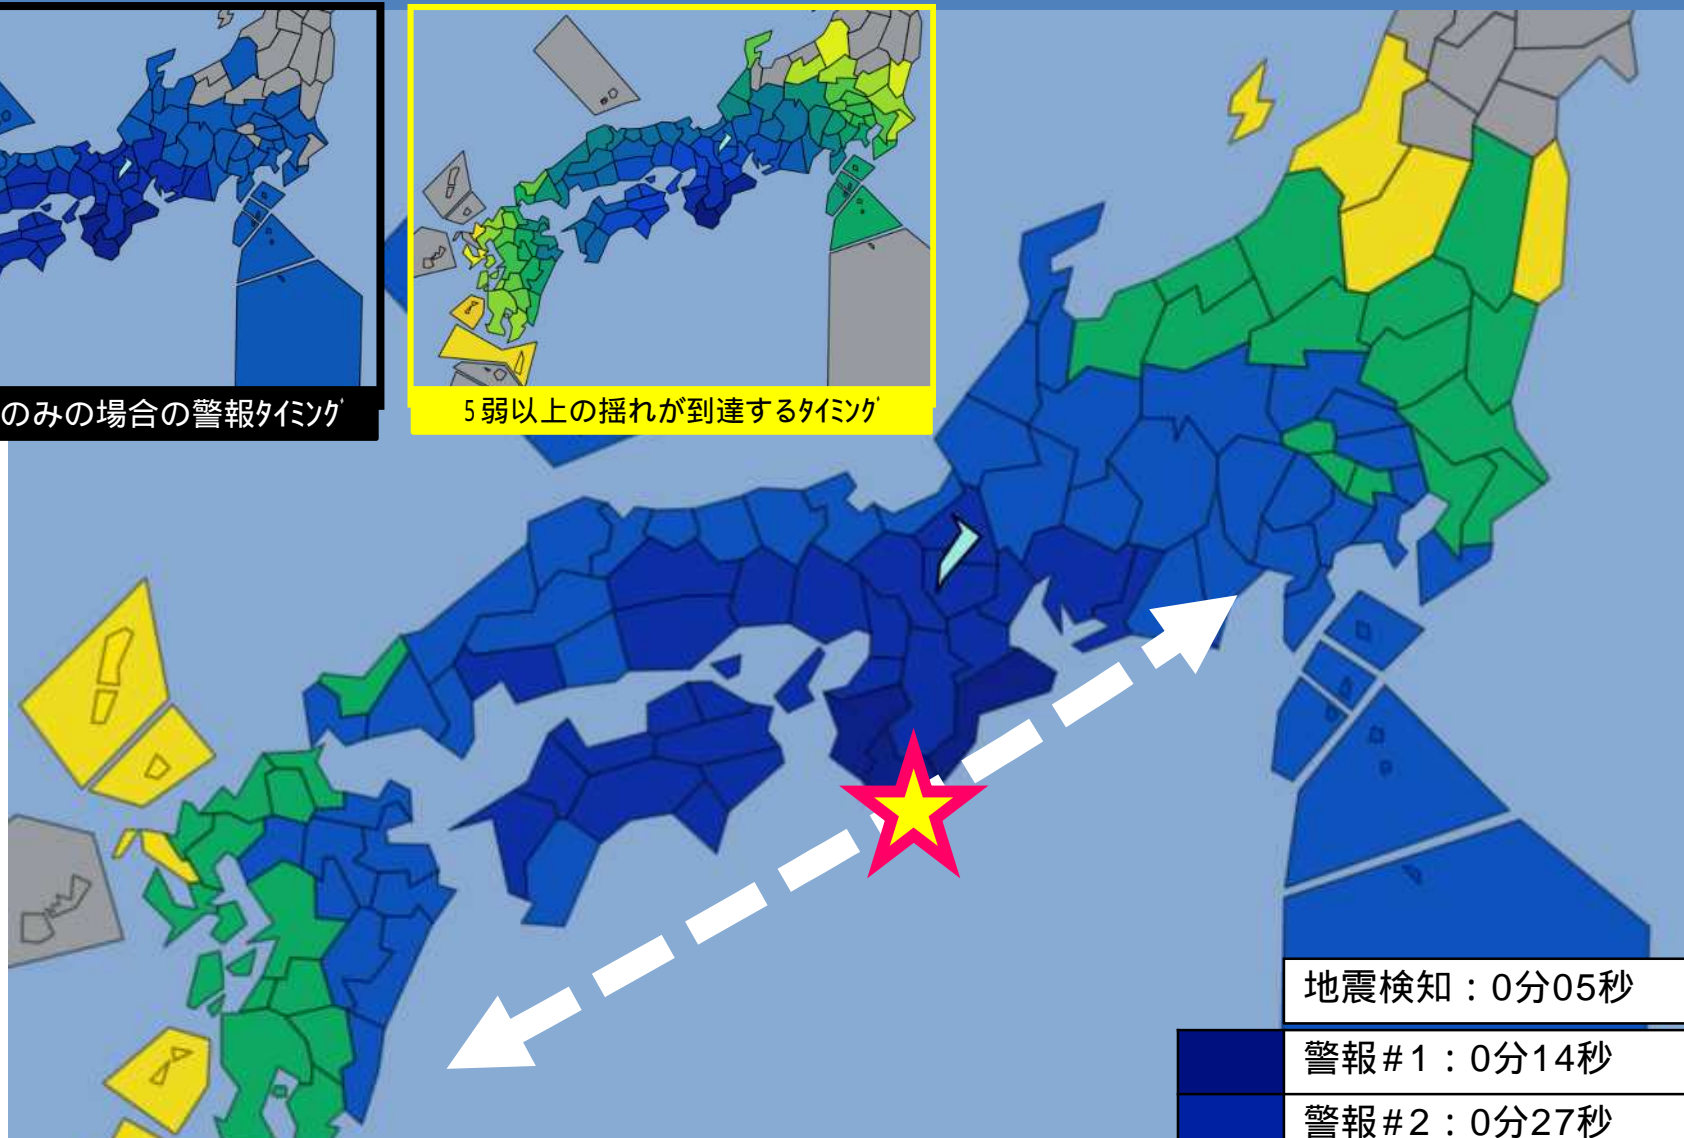 のみの場合の警報ﾀｲﾐﾝｸﾞ
5弱以上の揺れが到達するﾀｲﾐﾝｸﾞ
地震検知：0分05秒
警報#1：0分14秒
警報#2：0分27秒